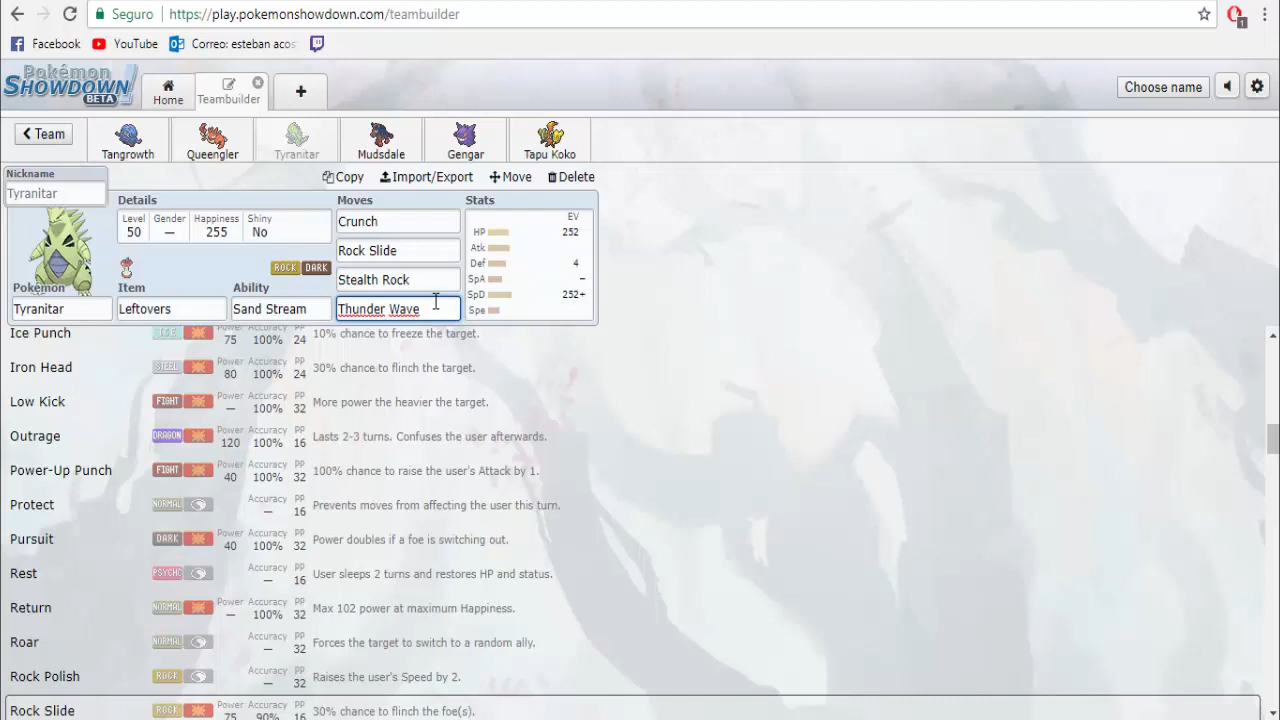 Seguro https://play.pokemonshowdown.com/teambuilder
1
Facebook YouTube Correo: esteban acos
Pokémon
SHOWDOWN!
BETA
Home
Teambuilder
+
Choose name
Team
Tangrowth Queengler Tyranitar Mudsdale Gengar Tapu Koko
Nickname
Tyranitar
Copy Import/Export Move Delete
Details Moves Stats
Level Gender Happiness Shiny
50 — 255 No
Crunch
Rock Slide
Stealth Rock
Thunder Wave
EV
HP 252
Atk
Def 4
SpA –
SpD 252+
Spe
ROCK DARK
Pokémon Item Ability
Tyranitar Leftovers Sand Stream
Ice Punch ICE Power 75 Accuracy 100% PP 24 10% chance to freeze the target.
Iron Head STEEL Power 80 Accuracy 100% PP 24 30% chance to flinch the target.
Low Kick FIGHT Power — Accuracy 100% PP 32 More power the heavier the target.
Outrage DRAGON Power 120 Accuracy 100% PP 16 Lasts 2-3 turns. Confuses the user afterwards.
Power-Up Punch FIGHT Power 40 Accuracy 100% PP 32 100% chance to raise the user's Attack by 1.
Protect NORMAL Accuracy — PP 16 Prevents moves from affecting the user this turn.
Pursuit DARK Power 40 Accuracy 100% PP 32 Power doubles if a foe is switching out.
Rest PSYCHC Accuracy — PP 16 User sleeps 2 turns and restores HP and status.
Return NORMAL Power — Accuracy 100% PP 32 Max 102 power at maximum Happiness.
Roar NORMAL Accuracy — PP 32 Forces the target to switch to a random ally.
Rock Polish ROCK Accuracy — PP 32 Raises the user's Speed by 2.
Rock Slide ROCK Power 75 Accuracy 90% PP 16 30% chance to flinch the foe(s).